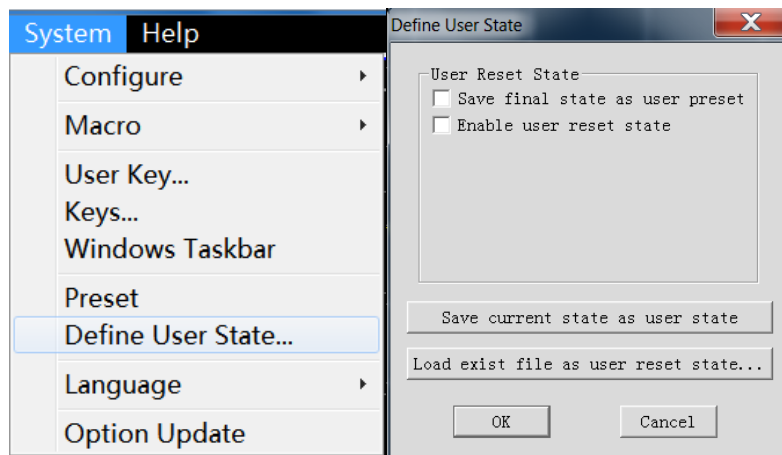 System Help
Configure
Macro
User Key...
Keys...
Windows Taskbar
Preset
Define User State...
Language
Option Update
Define User State
User Reset State
Save final state as user preset
Enable user reset state
Save current state as user state
Load exist file as user reset state...
OK Cancel